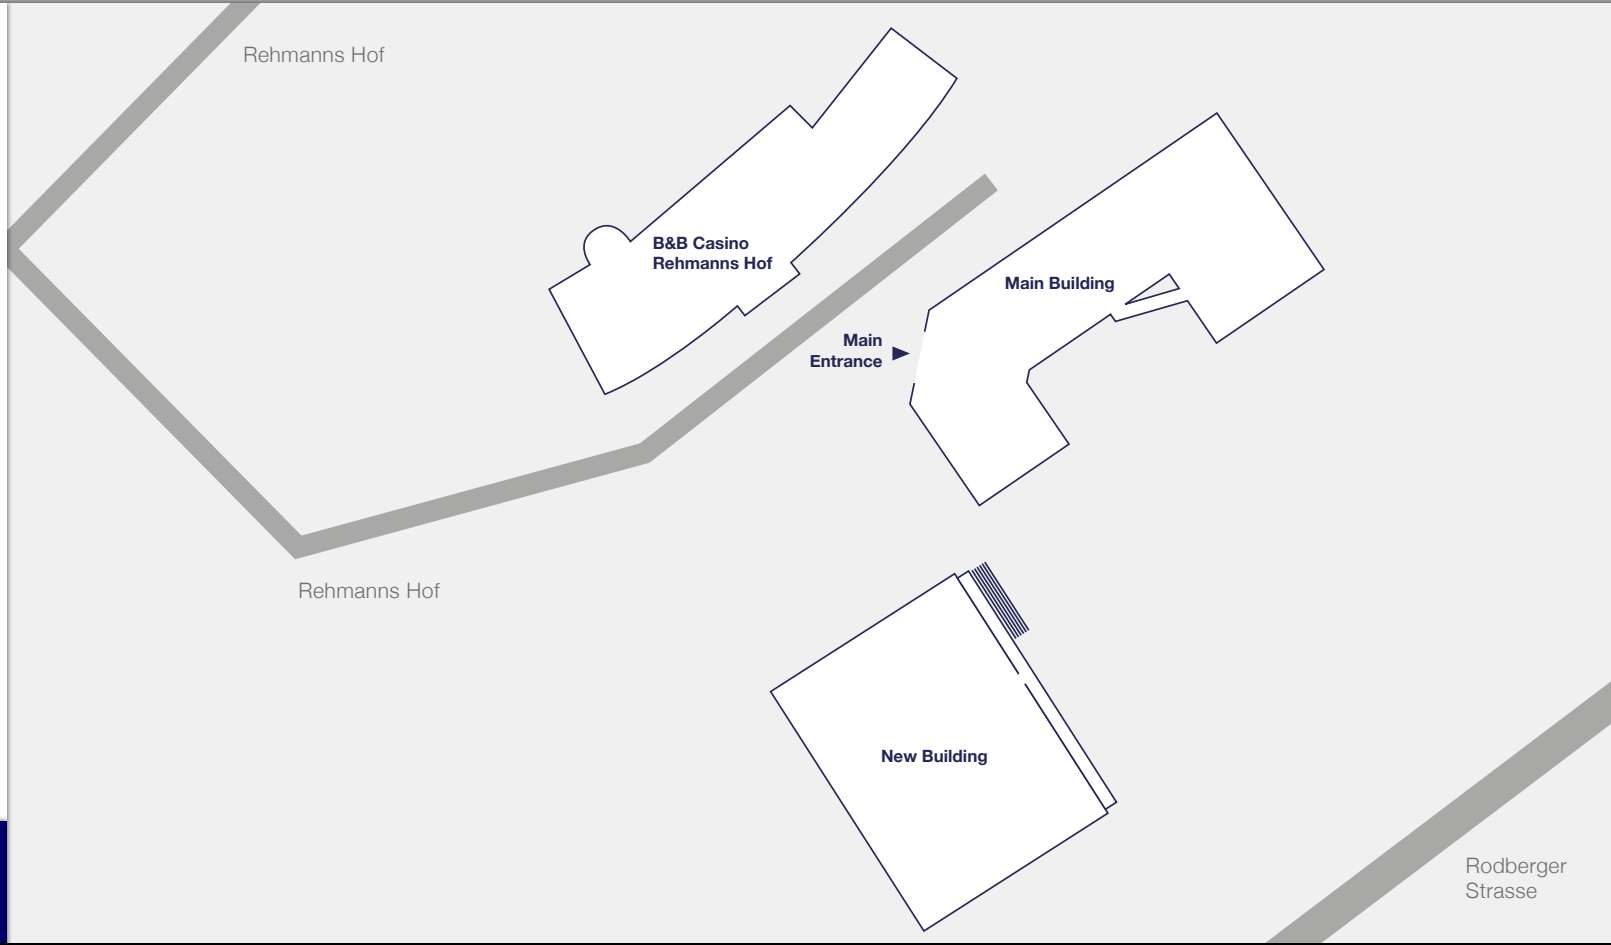 Rehmanns Hof
B&B Casino
Rehmanns Hof
Main Building
Main
Entrance
Rehmanns Hof
New Building
Rodberger
Strasse